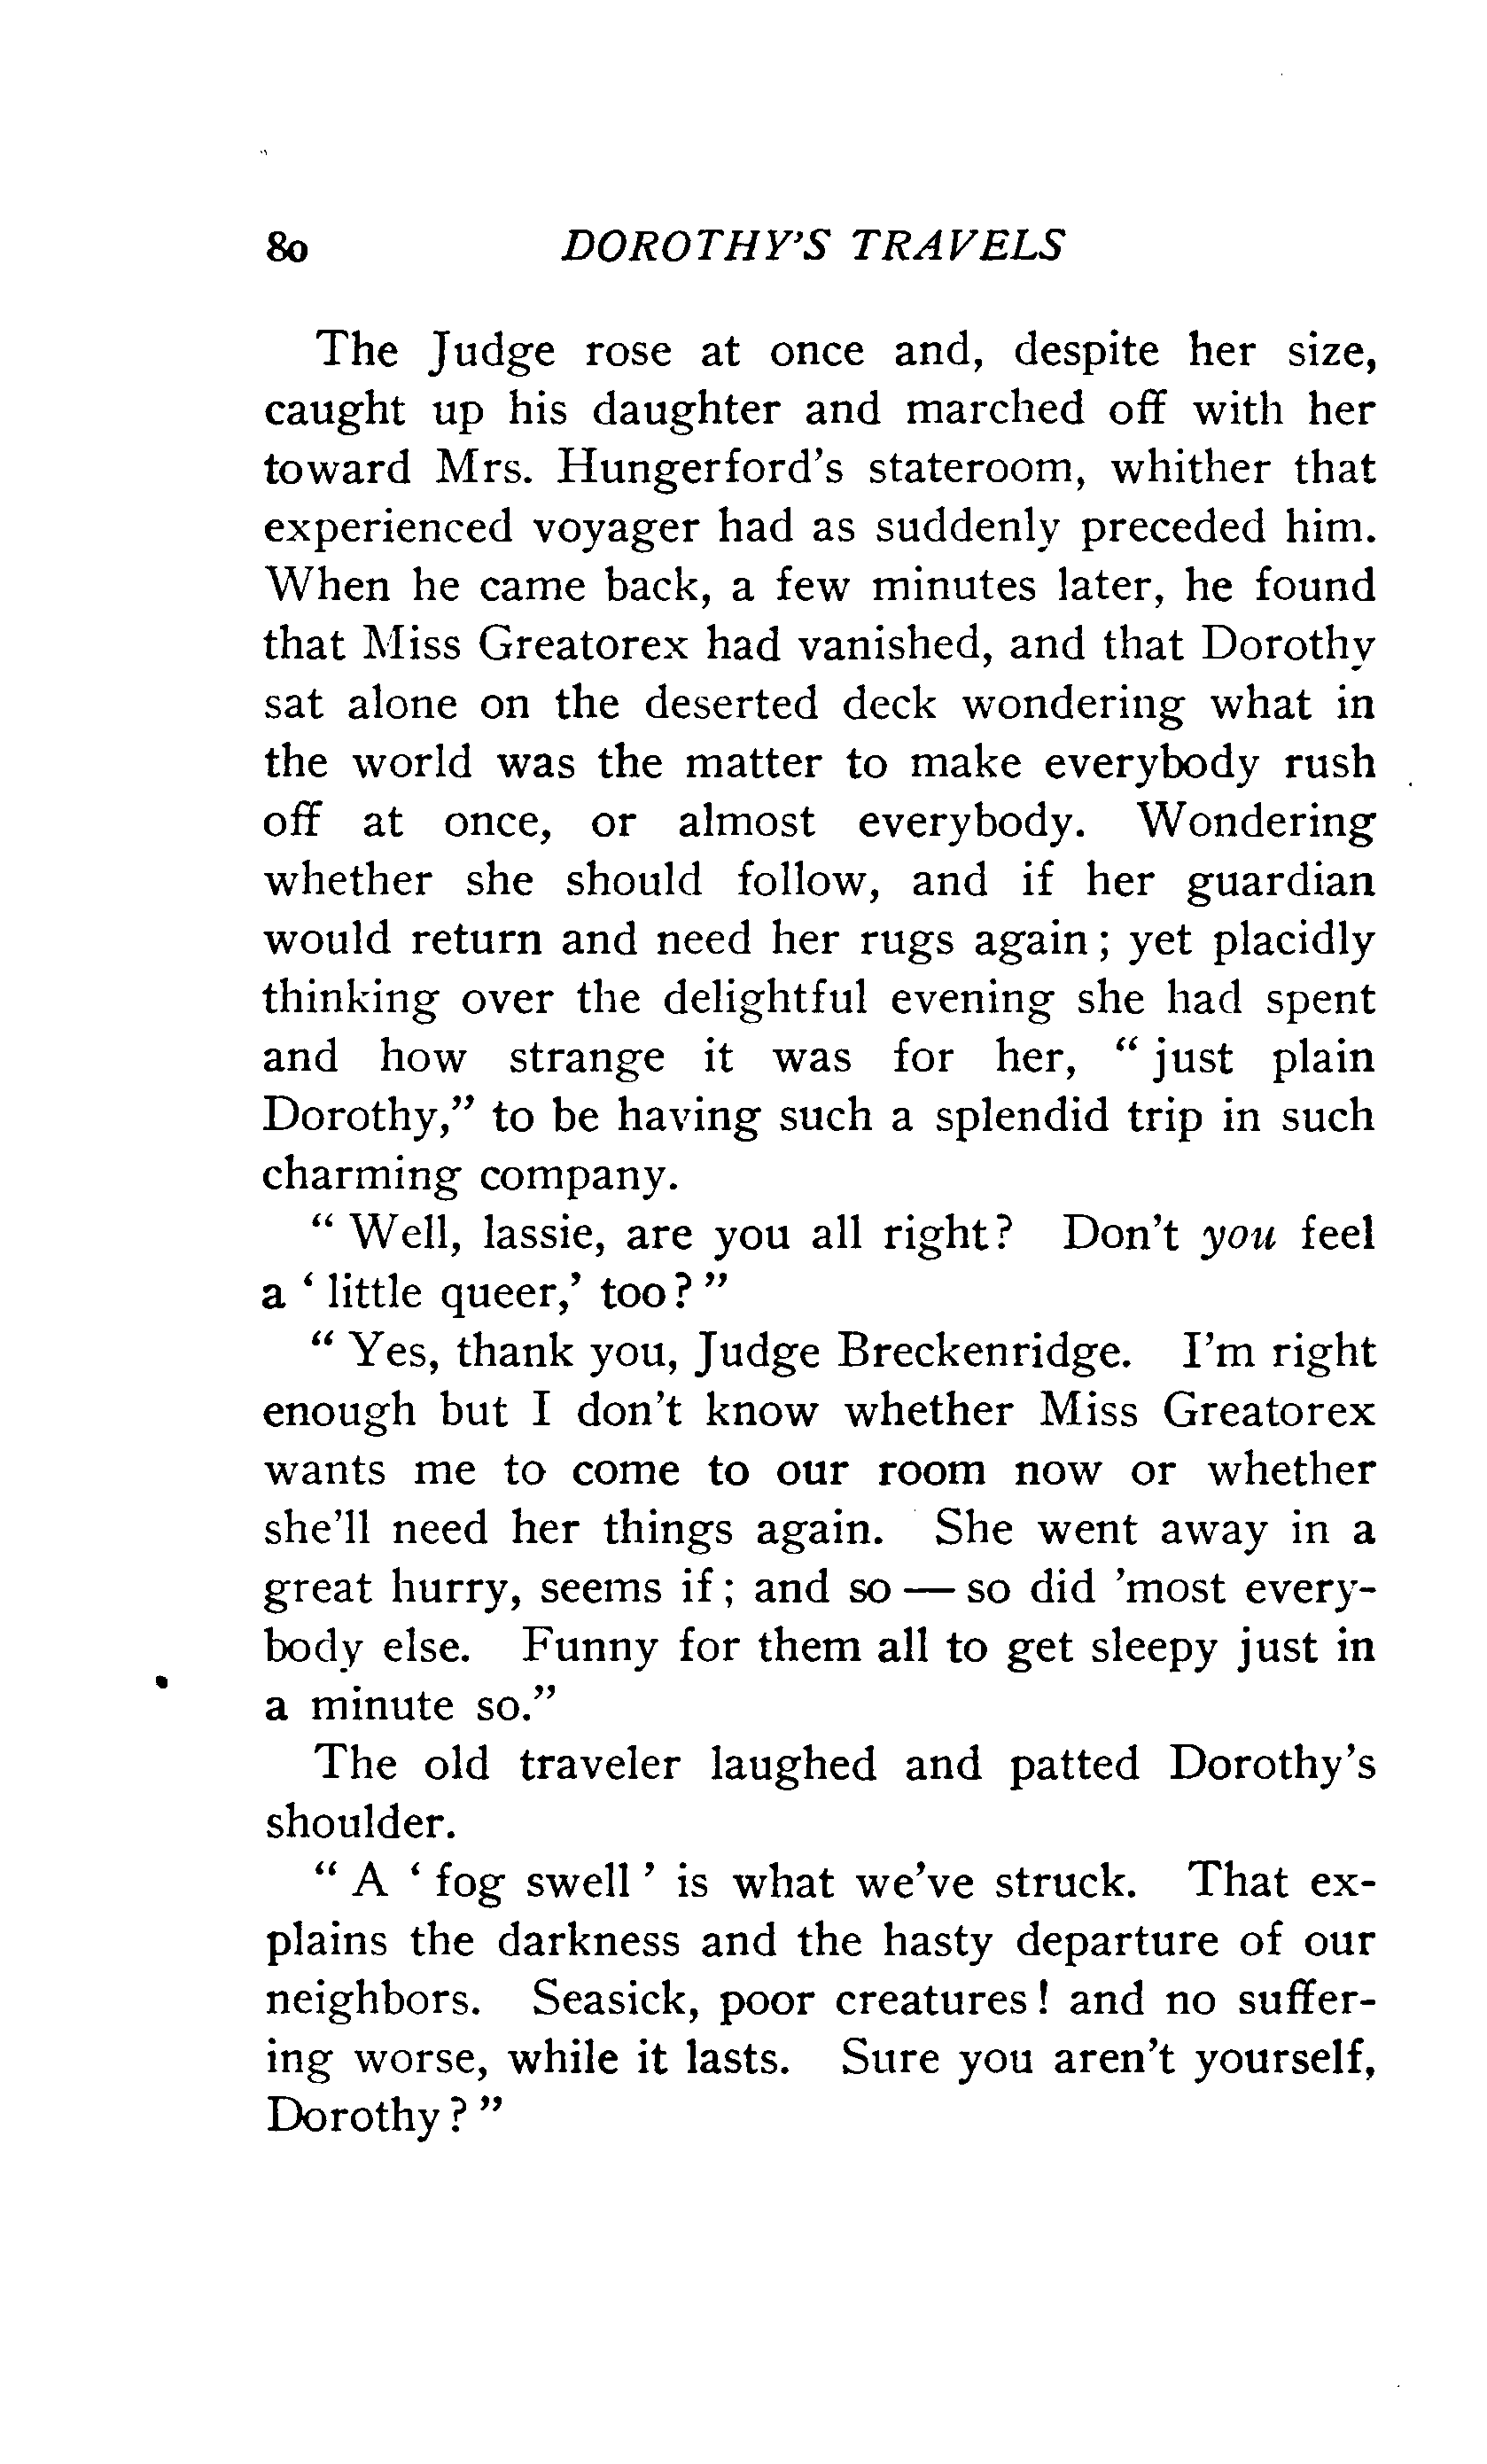 80 DOROTHY'S TRAVELS
The Judge rose at once and, despite her size,
caught up his daughter and marched off with her
toward Mrs. Hungerford's stateroom, whither that
experienced voyager had as suddenly preceded him.
When he came back, a few minutes later, he found
that Miss Greatorex had vanished, and that Dorothy
sat alone on the deserted deck wondering what in
the world was the matter to make everybody rush
off at once, or almost everybody. Wondering
whether she should follow, and if her guardian
would return and need her rugs again; yet placidly
thinking over the delightful evening she had spent
and how strange it was for her, “just plain
Dorothy,” to be having such a splendid trip in such
charming company.
“Well, lassie, are you all right? Don't you feel
a ‘little queer,’ too?”
“Yes, thank you, Judge Breckenridge. I'm right
enough but I don't know whether Miss Greatorex
wants me to come to our room now or whether
she'll need her things again. She went away in a
great hurry, seems if; and so — so did 'most every-
body else. Funny for them all to get sleepy just in
a minute so.”
The old traveler laughed and patted Dorothy's
shoulder.
“A ‘fog swell’ is what we've struck. That ex-
plains the darkness and the hasty departure of our
neighbors. Seasick, poor creatures! and no suffer-
ing worse, while it lasts. Sure you aren't yourself,
Dorothy?”